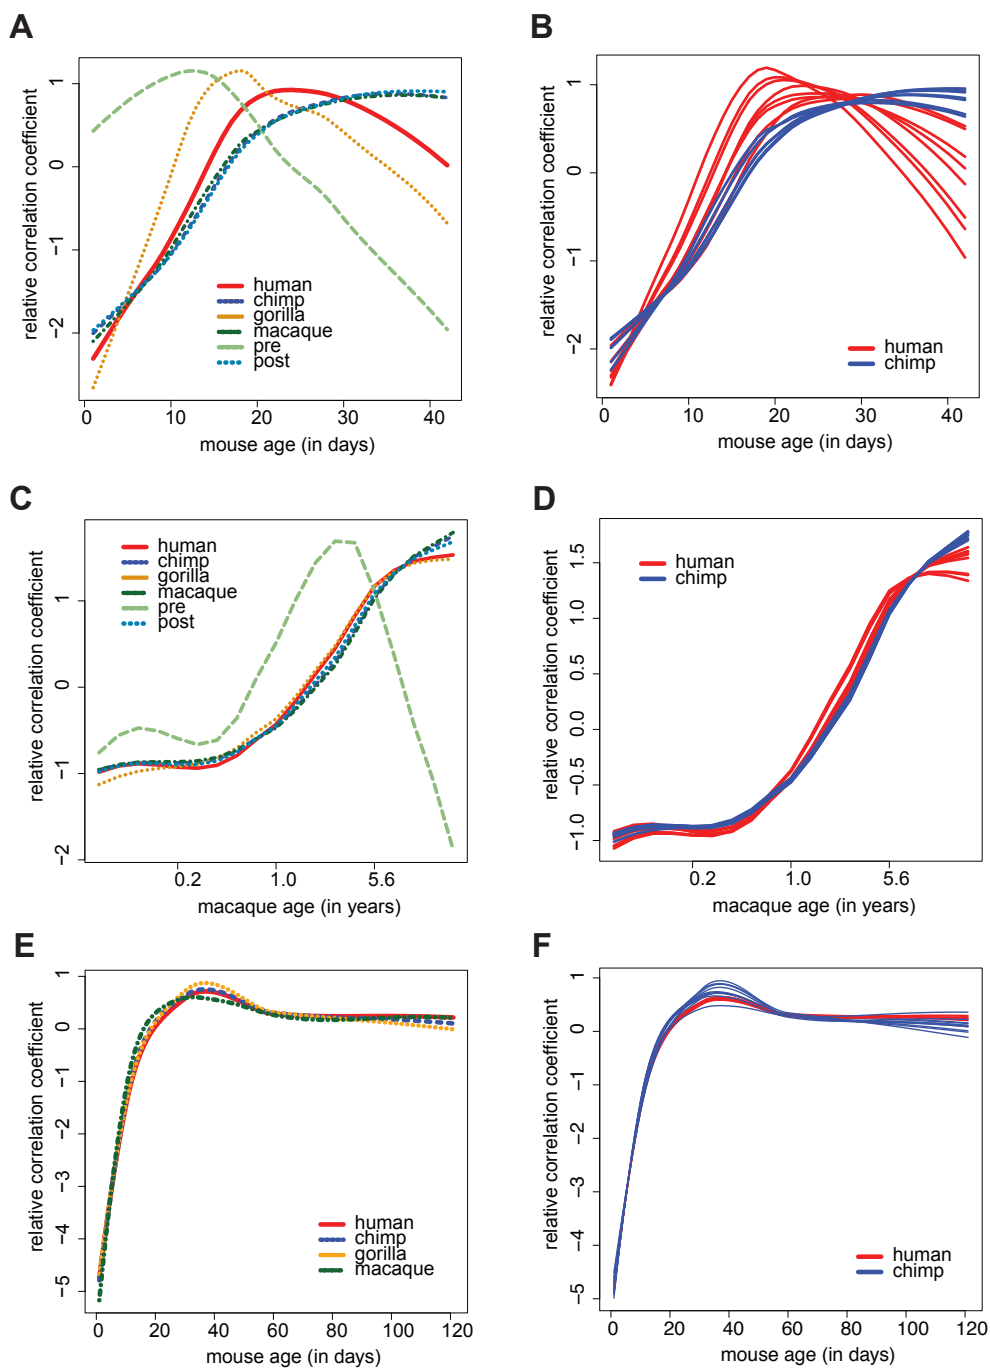 A
relative correlation coefficient
1
0
−1
−2
human
chimp
gorilla
macaque
pre
post
0 10 20 30 40
mouse age (in days)
B
relative correlation coefficient
1
0
−1
−2
human
chimp
0 10 20 30 40
mouse age (in days)
C
relative correlation coefficient
1
0
−1
−2
human
chimp
gorilla
macaque
pre
post
0.2 1.0 5.6
macaque age (in years)
D
relative correlation coefficient
1.5
0.5
0.0
−0.5
−1.0
human
chimp
0.2 1.0 5.6
macaque age (in years)
E
relative correlation coefficient
1
0
−1
−2
−3
−4
−5
human
chimp
gorilla
macaque
0 20 40 60 80 100 120
mouse age (in days)
F
relative correlation coefficient
1
0
−1
−2
−3
−4
−5
human
chimp
0 20 40 60 80 100 120
mouse age (in days)